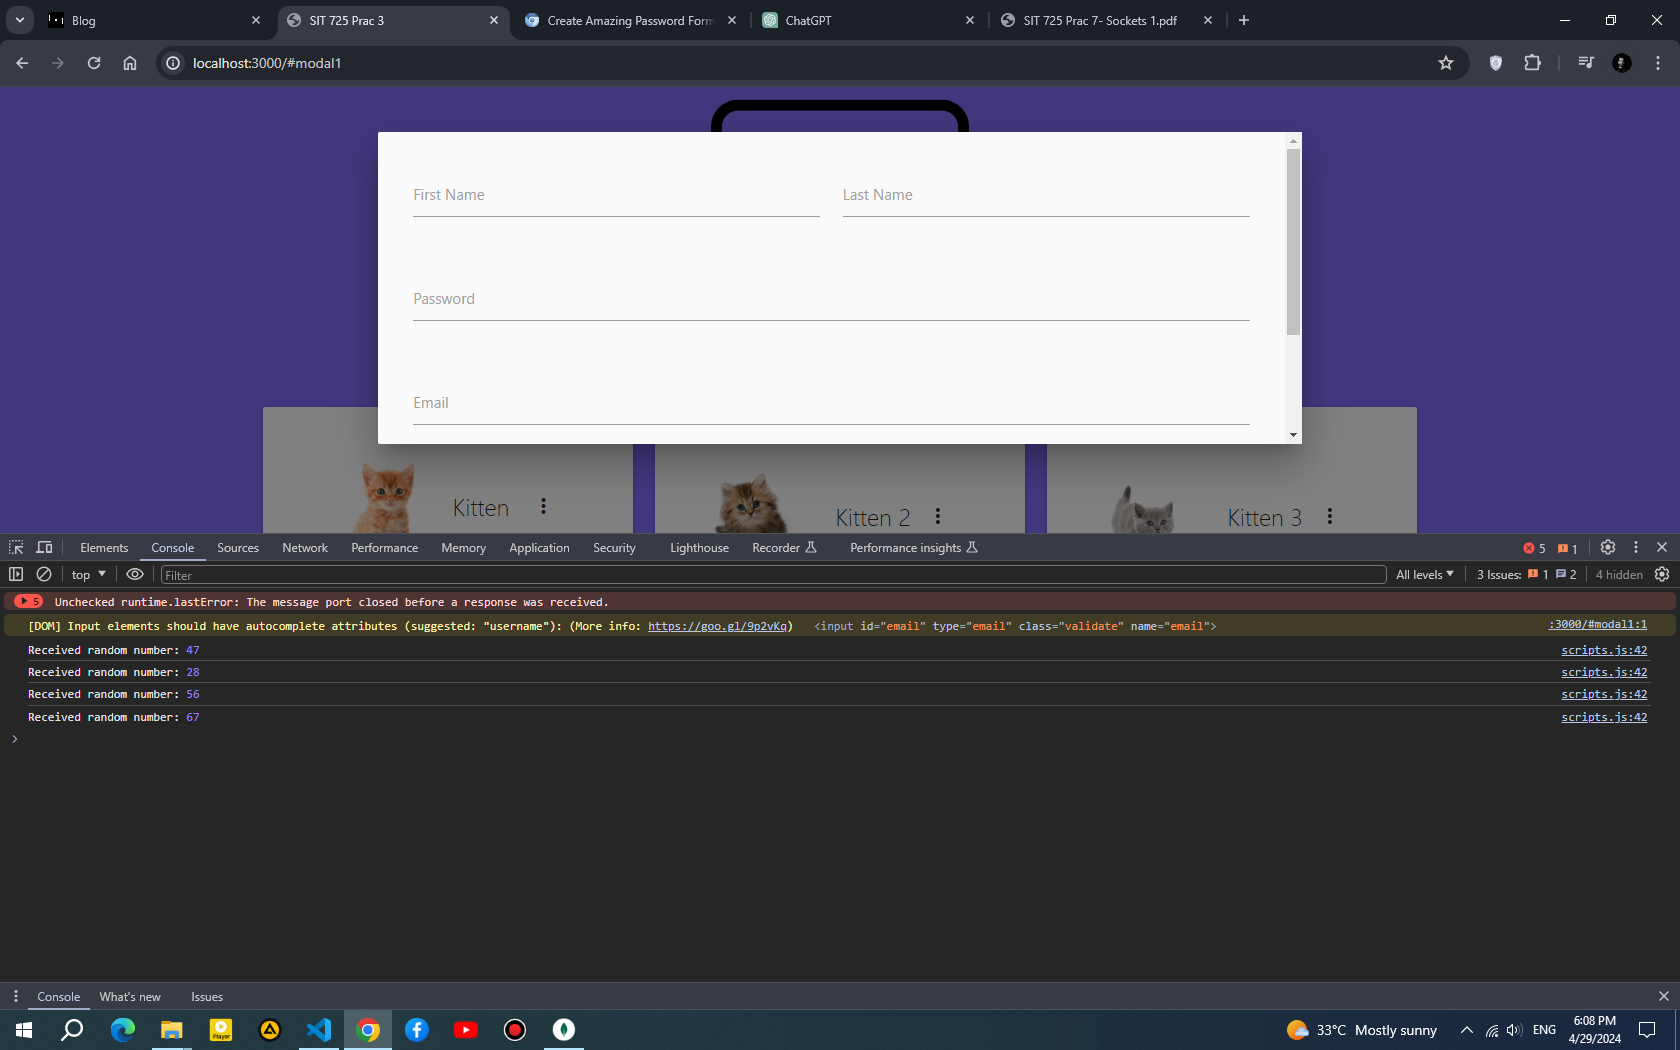 Blog
SIT 725 Prac 3
Create Amazing Password Form
ChatGPT
SIT 725 Prac 7- Sockets 1.pdf
localhost:3000/#modal1
First Name
Last Name
Password
Email
Kitten
Kitten 2
Kitten 3
Elements Console Sources Network Performance Memory Application Security Lighthouse Recorder Performance insights 5 1
top Filter All levels 3 Issues: 1 2 4 hidden
5 Unchecked runtime.lastError: The message port closed before a response was received.
[DOM] Input elements should have autocomplete attributes (suggested: "username"): (More info: https://goo.gl/9p2vKq) <input id="email" type="email" class="validate" name="email"> :3000/#modal1:1
Received random number: 47 scripts.js:42
Received random number: 28 scripts.js:42
Received random number: 56 scripts.js:42
Received random number: 67 scripts.js:42
Console What's new Issues
Player
33°C Mostly sunny
ENG
6:08 PM
4/29/2024